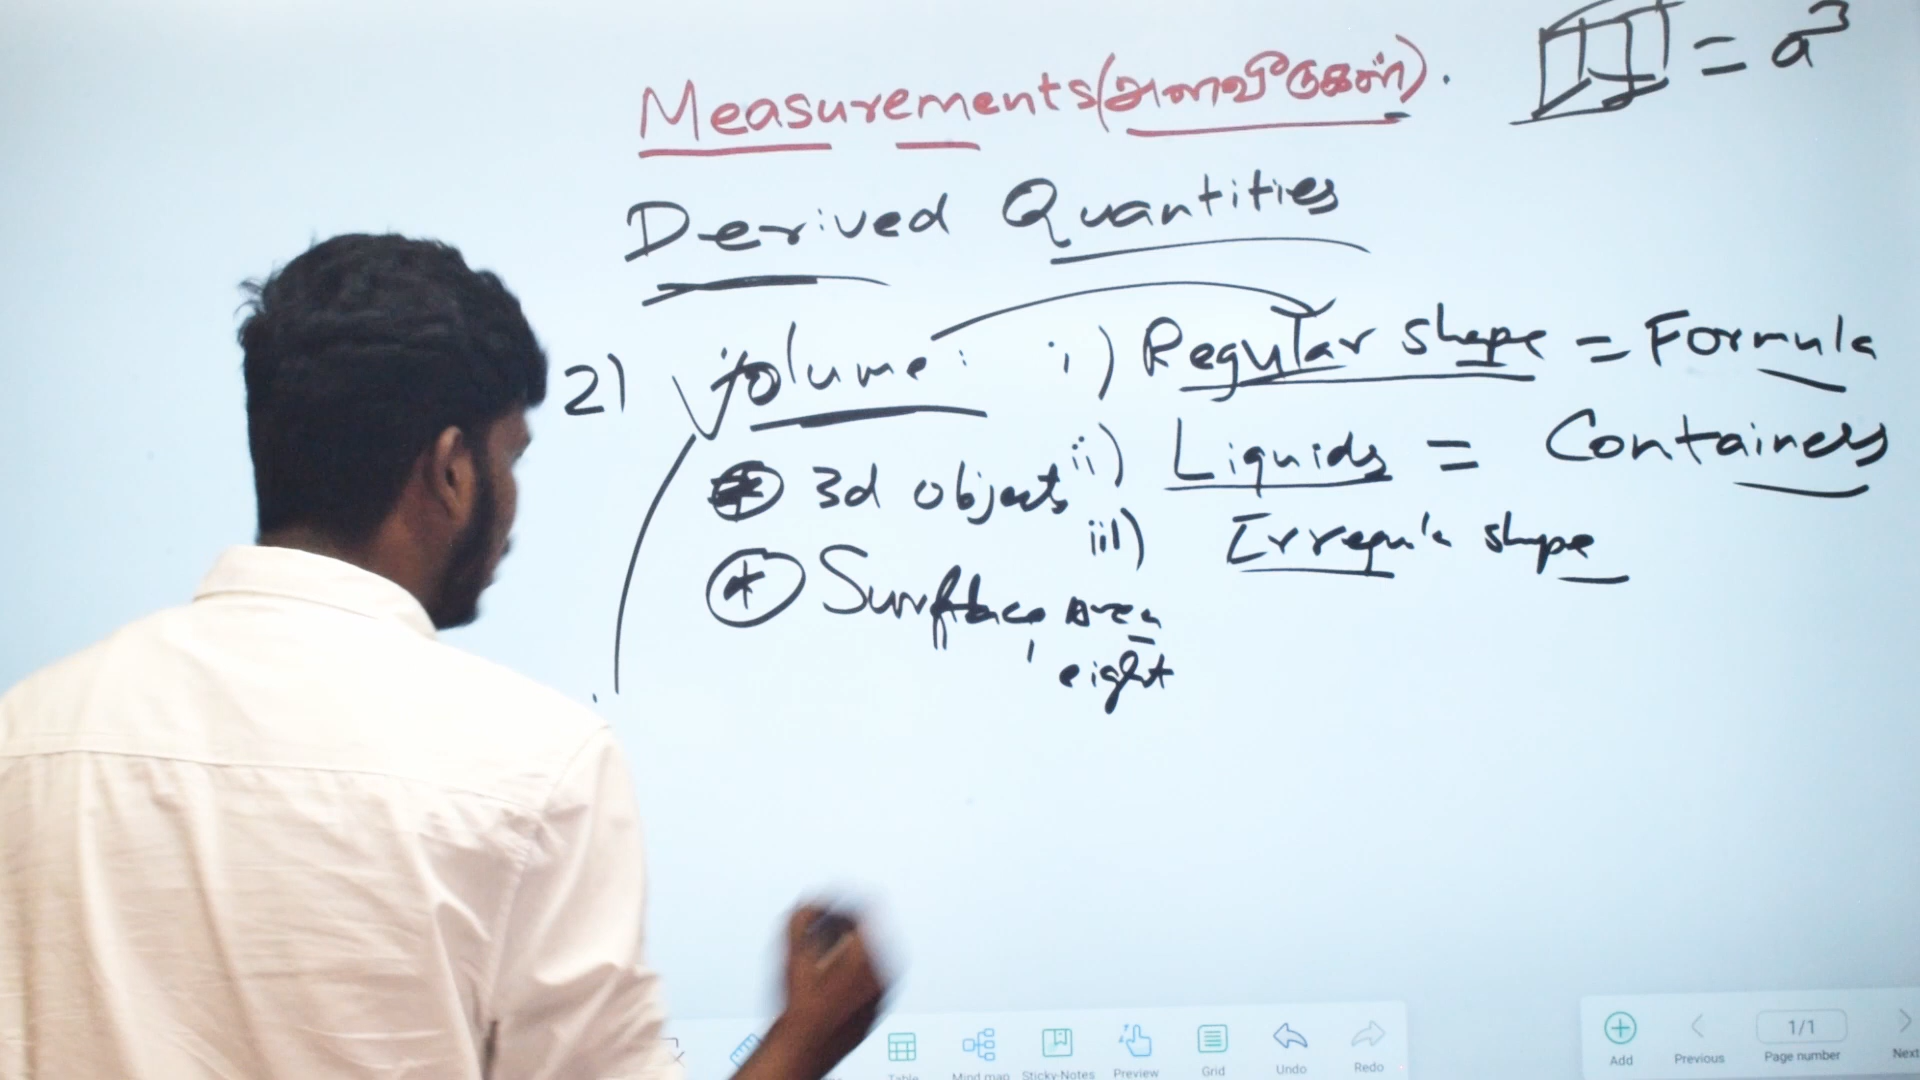 Measurements (அளவீடுகள்).
= a³
Derived Quantities
2) Volume: i) Regular shape = Formula
3d object ii) Liquids = Containers
iii) Irregular shape
Surface area
eight
Table Mind map Sticky-Notes Preview Grid Undo Redo
Add Previous 1/1 Page number Next